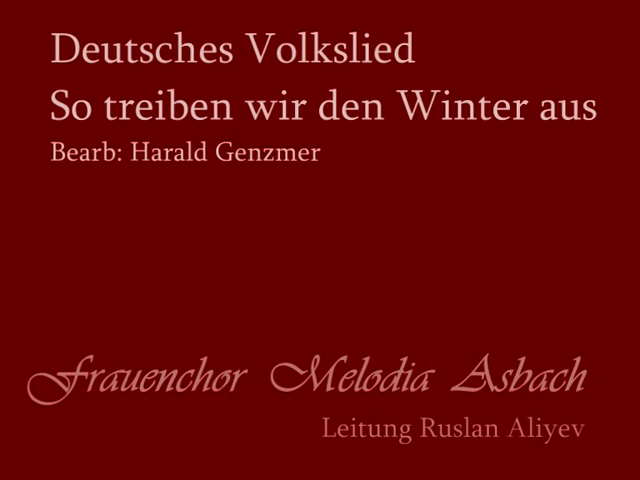 Deutsches Volkslied
So treiben wir den Winter aus
Bearb: Harald Genzmer
Frauenchor Melodia Asbach
Leitung Ruslan Aliyev